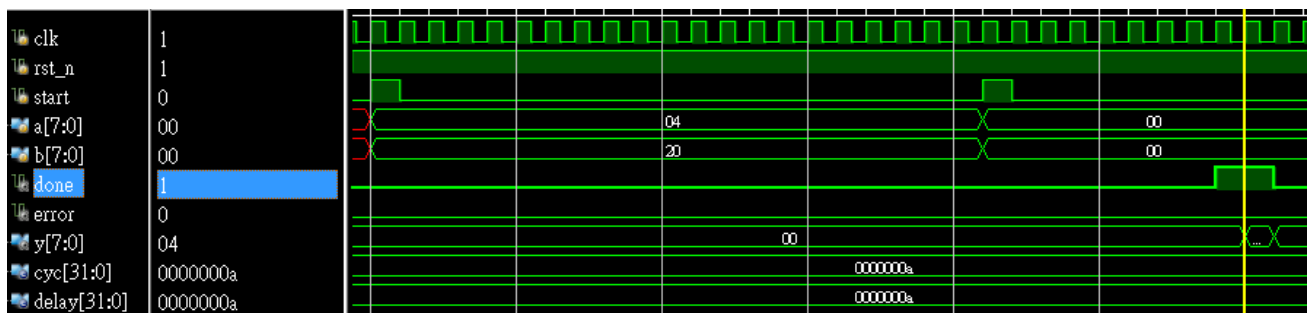 clk 1
rst_n 1
start 0
a[7:0] 00 04 00
b[7:0] 00 20 00
done 1
error 0
y[7:0] 04 00 ...
cyc[31:0] 0000000a 0000000a
delay[31:0] 0000000a 0000000a